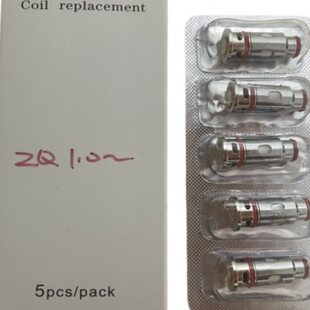 Coil replacement
ZQ 1.0Ω
5pcs/pack